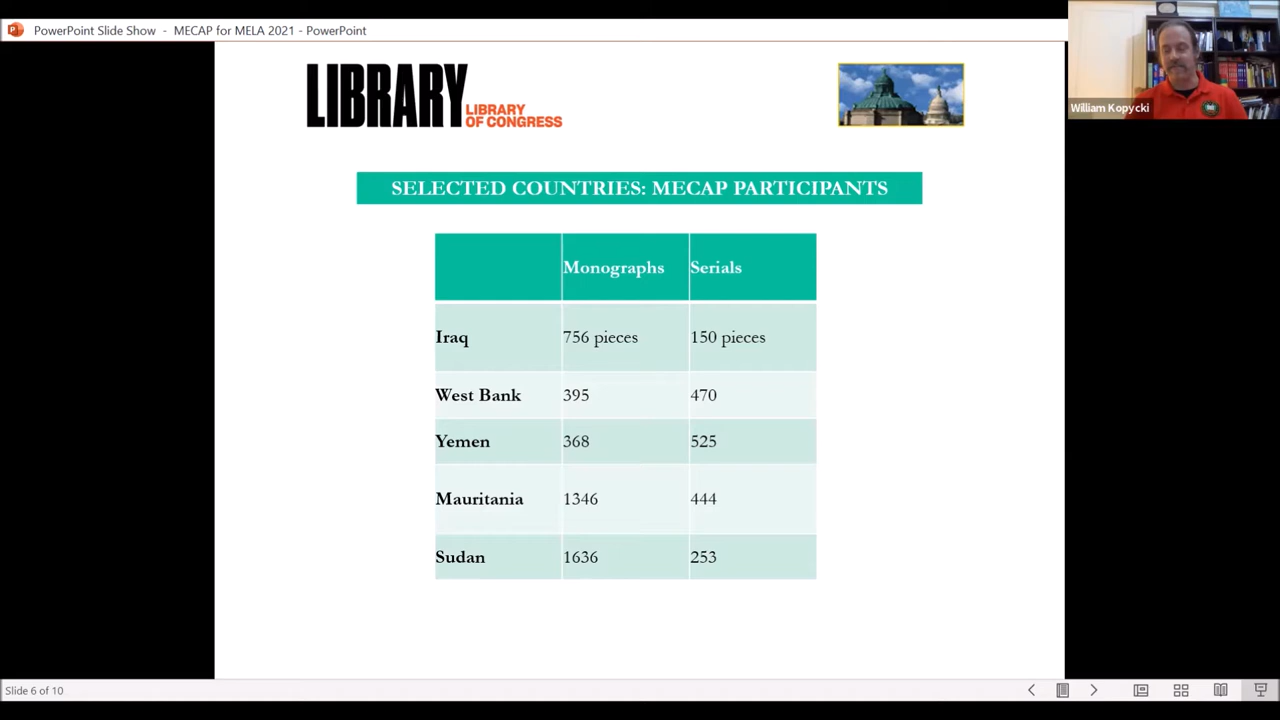 PowerPoint Slide Show - MECAP for MELA 2021 - PowerPoint
LIBRARY
LIBRARY
OF CONGRESS
William Kopycki
SELECTED COUNTRIES: MECAP PARTICIPANTS
Monographs Serials
Iraq 756 pieces 150 pieces
West Bank 395 470
Yemen 368 525
Mauritania 1346 444
Sudan 1636 253
Slide 6 of 10